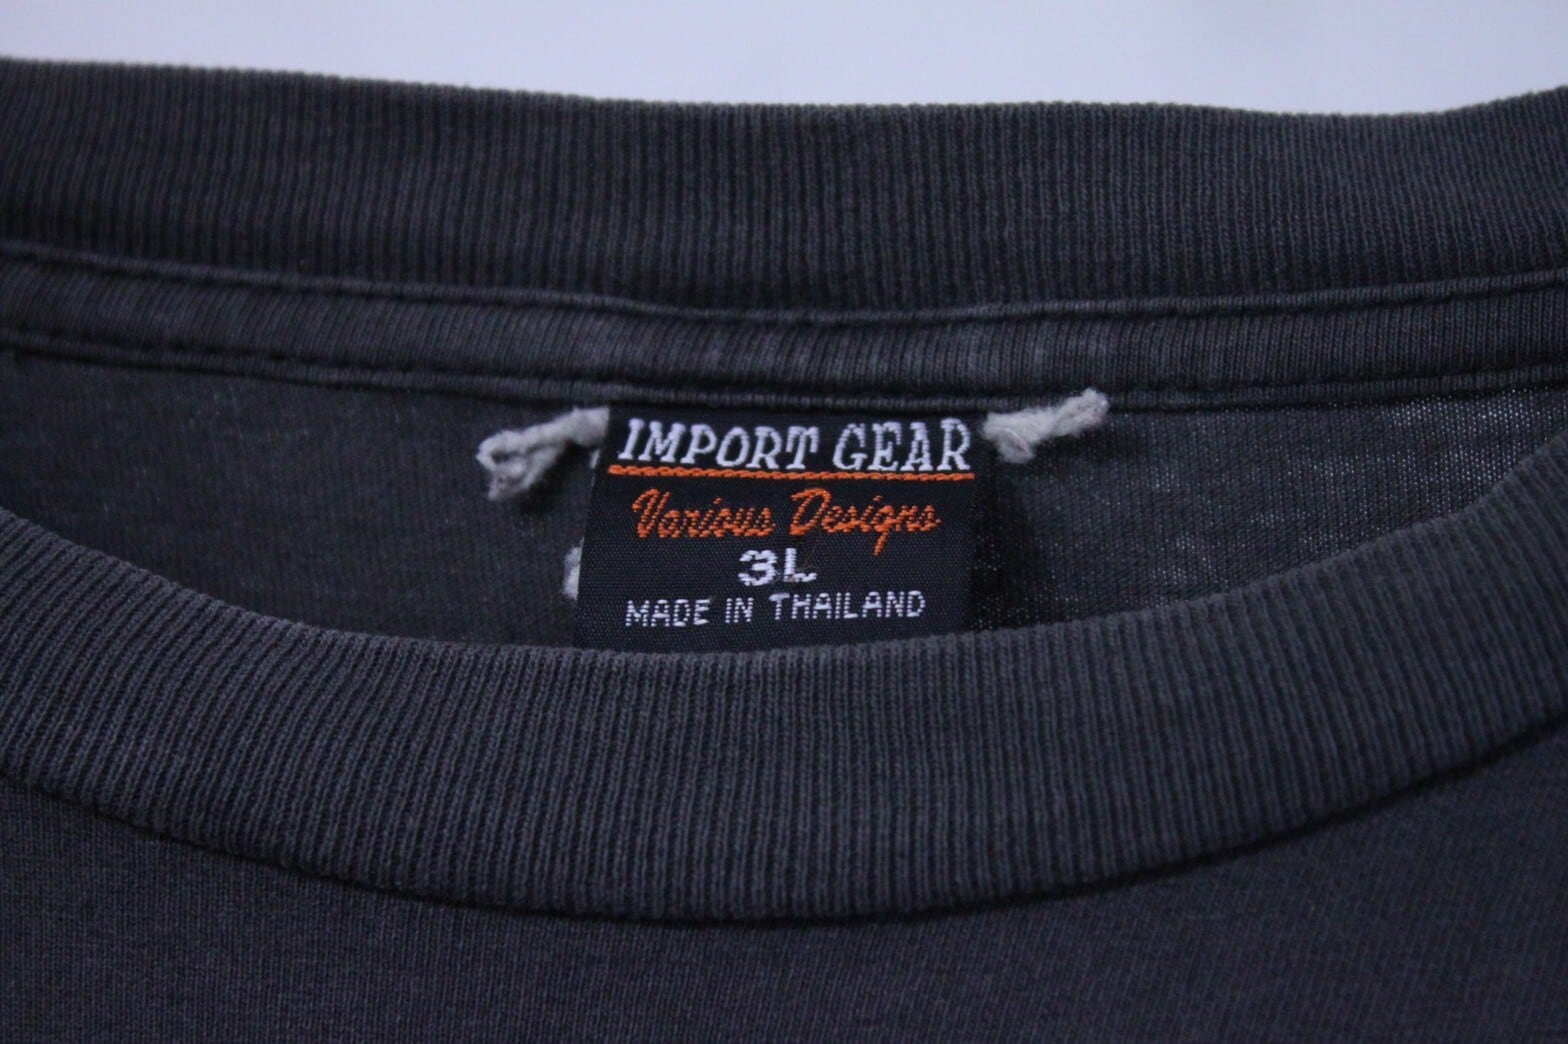 IMPORT GEAR
Various Designs
3L
MADE IN THAILAND